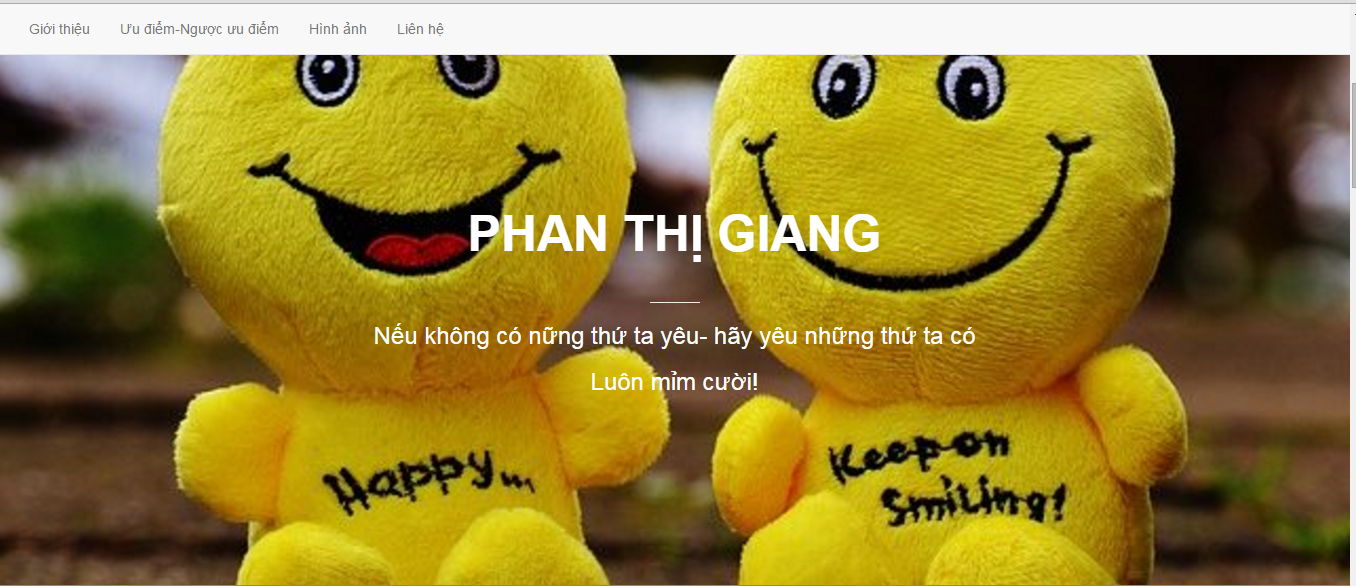 Giới thiệu Ưu điểm-Ngược ưu điểm Hình ảnh Liên hệ
PHAN THỊ GIANG
Nếu không có nững thứ ta yêu- hãy yêu những thứ ta có
Luôn mỉm cười!
Happy...
Keep on
Smiling!